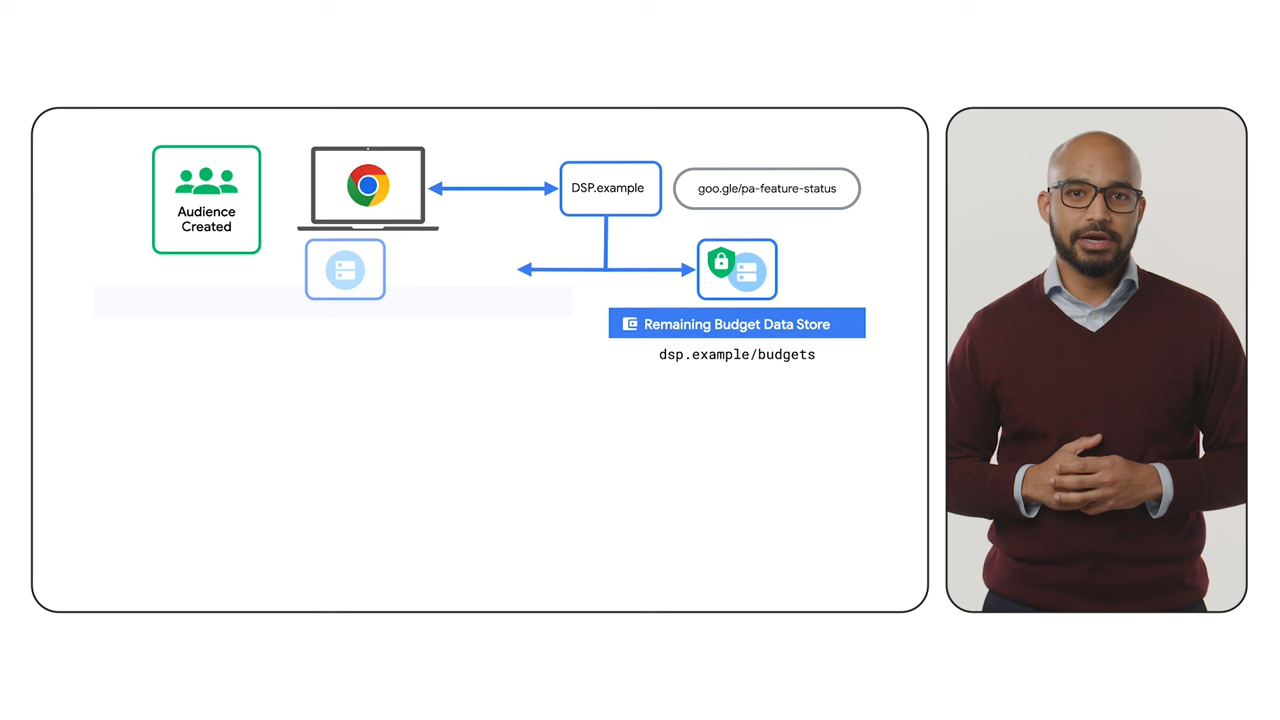 Audience
Created
DSP.example
goo.gle/pa-feature-status
Remaining Budget Data Store
dsp.example/budgets